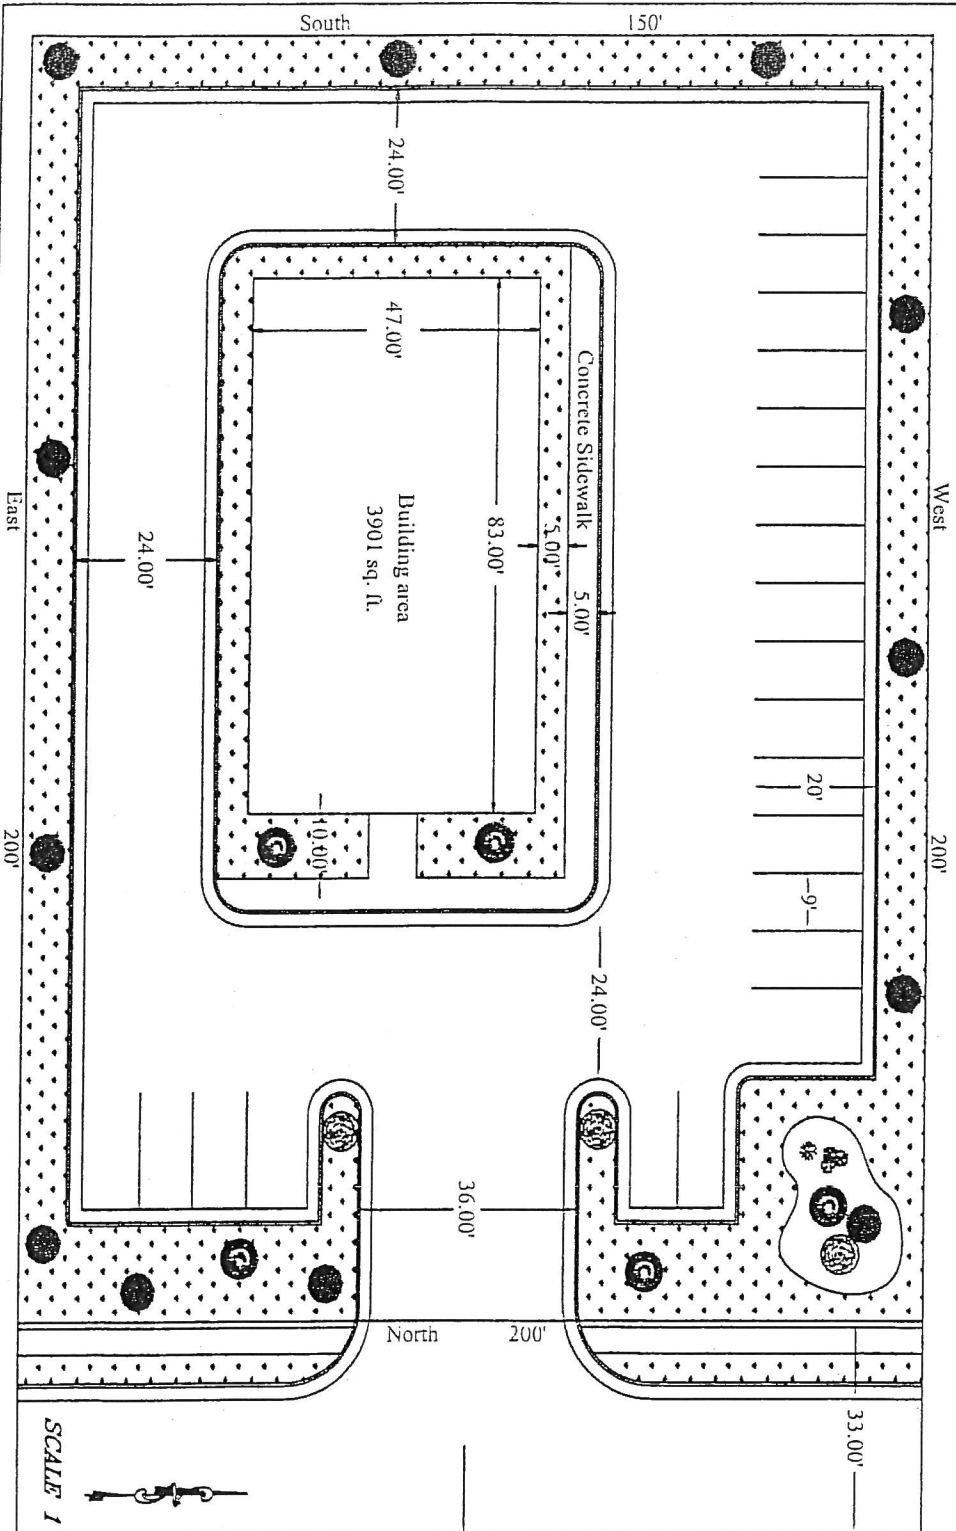 South
150'
24.00'
47.00'
Concrete Sidewalk
West
Building area
3901 sq. ft.
83.00'
5.00'
5.00'
East
24.00'
20'
200'
10.00'
200'
9'
24.00'
36.00'
North
200'
33.00'
SCALE 1